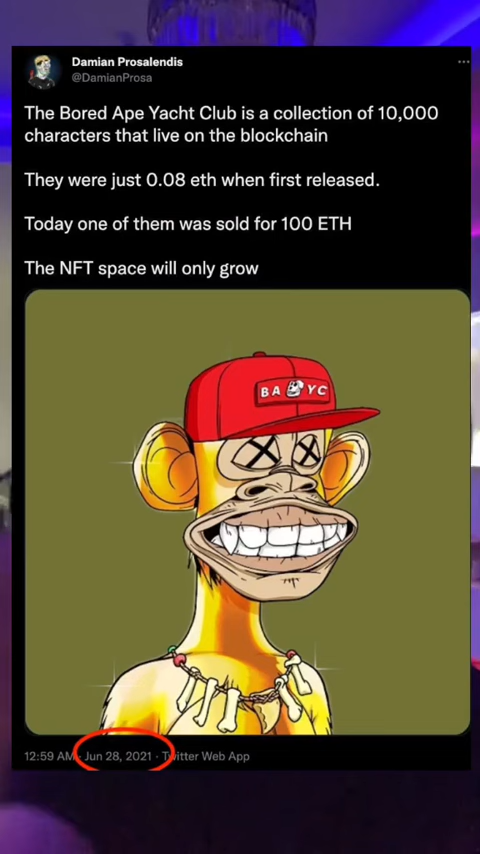 Damian Prosalendis
@DamianProsa
The Bored Ape Yacht Club is a collection of 10,000
characters that live on the blockchain
They were just 0.08 eth when first released.
Today one of them was sold for 100 ETH
The NFT space will only grow
BA YC
12:59 AM · Jun 28, 2021 · Twitter Web App